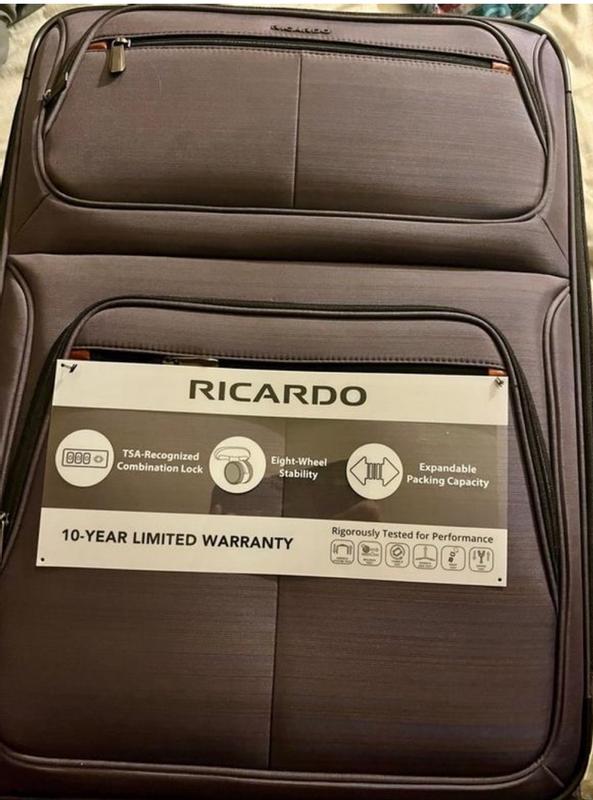 RICARDO
RICARDO
TSA-Recognized
Combination Lock
Eight-Wheel
Stability
Expandable
Packing Capacity
10-YEAR LIMITED WARRANTY
Rigorously Tested for Performance